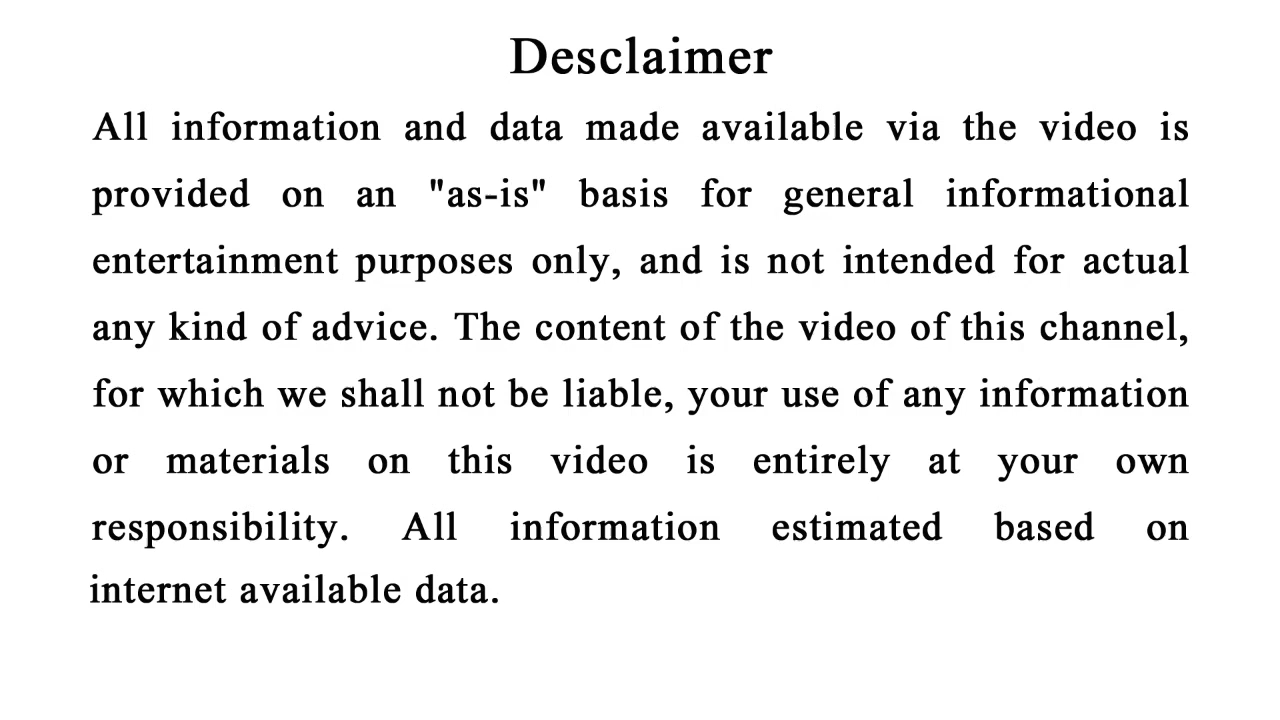 Desclaimer
All information and data made available via the video is
provided on an "as-is" basis for general informational
entertainment purposes only, and is not intended for actual
any kind of advice. The content of the video of this channel,
for which we shall not be liable, your use of any information
or materials on this video is entirely at your own
responsibility. All information estimated based on
internet available data.